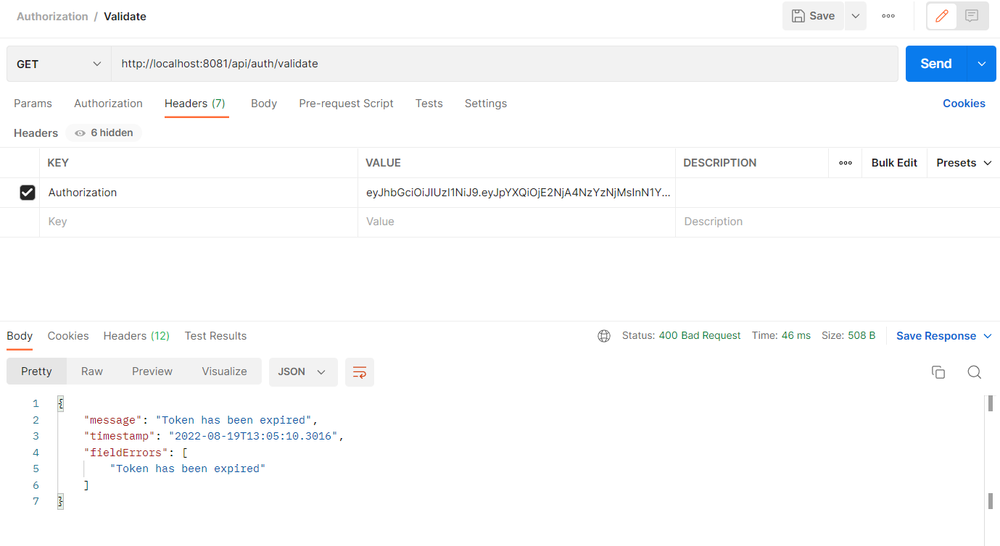 Authorization / Validate
Save
GET http://localhost:8081/api/auth/validate Send
Params Authorization Headers (7) Body Pre-request Script Tests Settings Cookies
Headers 6 hidden
KEY VALUE DESCRIPTION Bulk Edit Presets
Authorization eyJhbGciOiJIUzI1NiJ9.eyJpYXQiOjE2NjA4NzYzNjMsInN1Y...
Key Value Description
Body Cookies Headers (12) Test Results Status: 400 Bad Request Time: 46 ms Size: 508 B Save Response
Pretty Raw Preview Visualize JSON
1 {
2 "message": "Token has been expired",
3 "timestamp": "2022-08-19T13:05:10.3016",
4 "fieldErrors": [
5 "Token has been expired"
6 ]
7 }